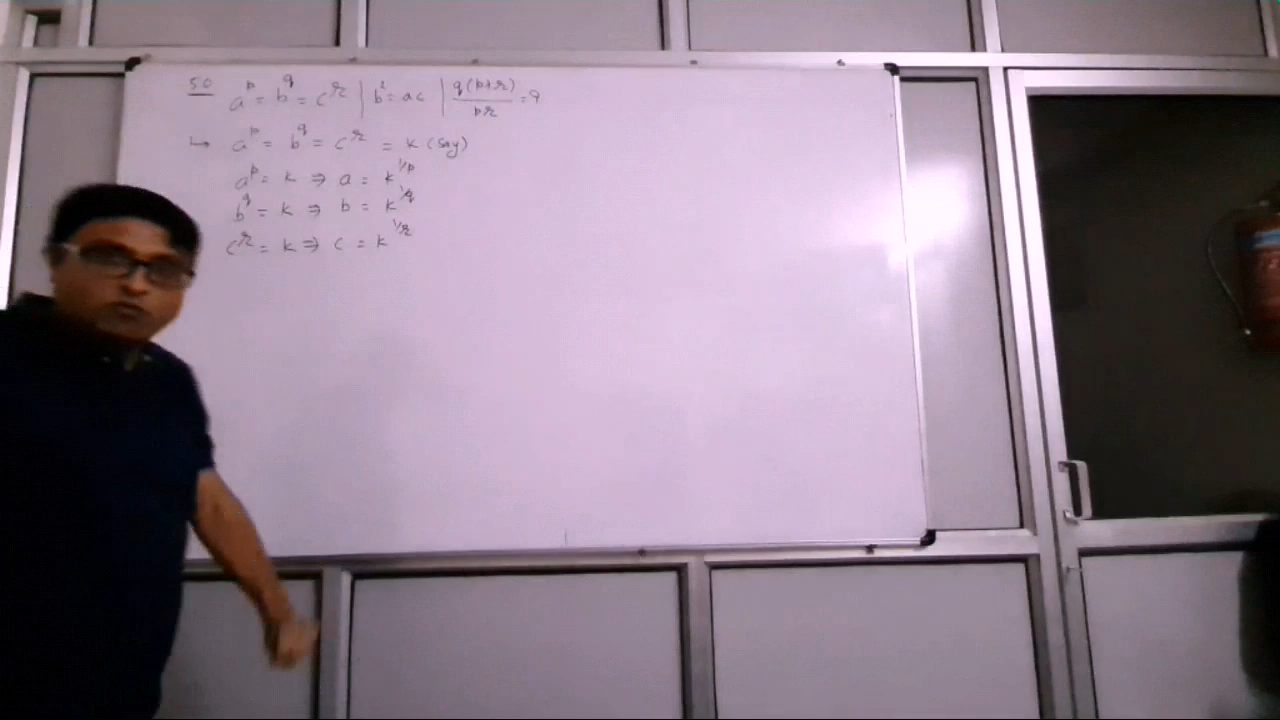 50 a^p = b^q = c^r | b² = ac | q(p+r)/pr = ?
↳ a^p = b^q = c^r = k (say)
a^p = k ⇒ a = k^1/p
b^q = k ⇒ b = k^1/q
c^r = k ⇒ c = k^1/r